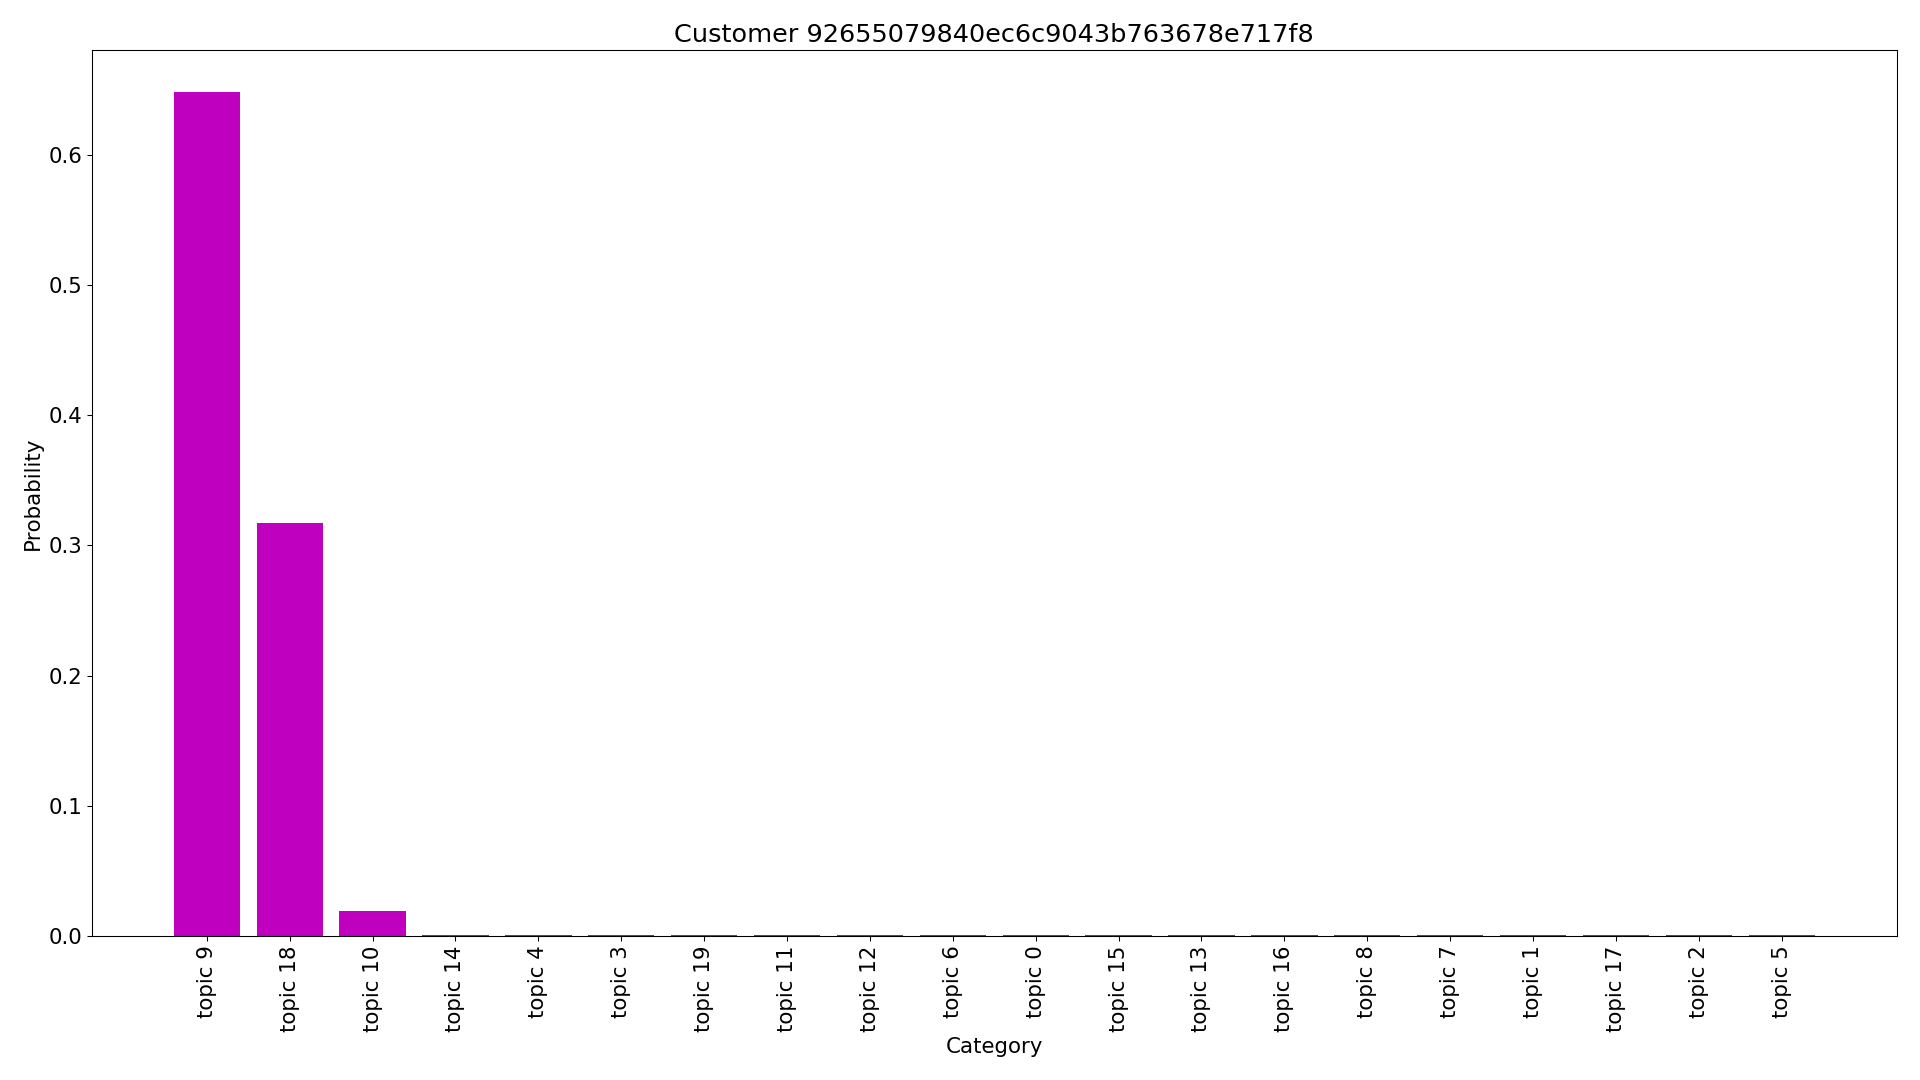 Customer 92655079840ec6c9043b763678e717f8
Probability
0.6
0.5
0.4
0.3
0.2
0.1
0.0
topic 9
topic 18
topic 10
topic 14
topic 4
topic 3
topic 19
topic 11
topic 12
topic 6
topic 0
topic 15
topic 13
topic 16
topic 8
topic 7
topic 1
topic 17
topic 2
topic 5
Category